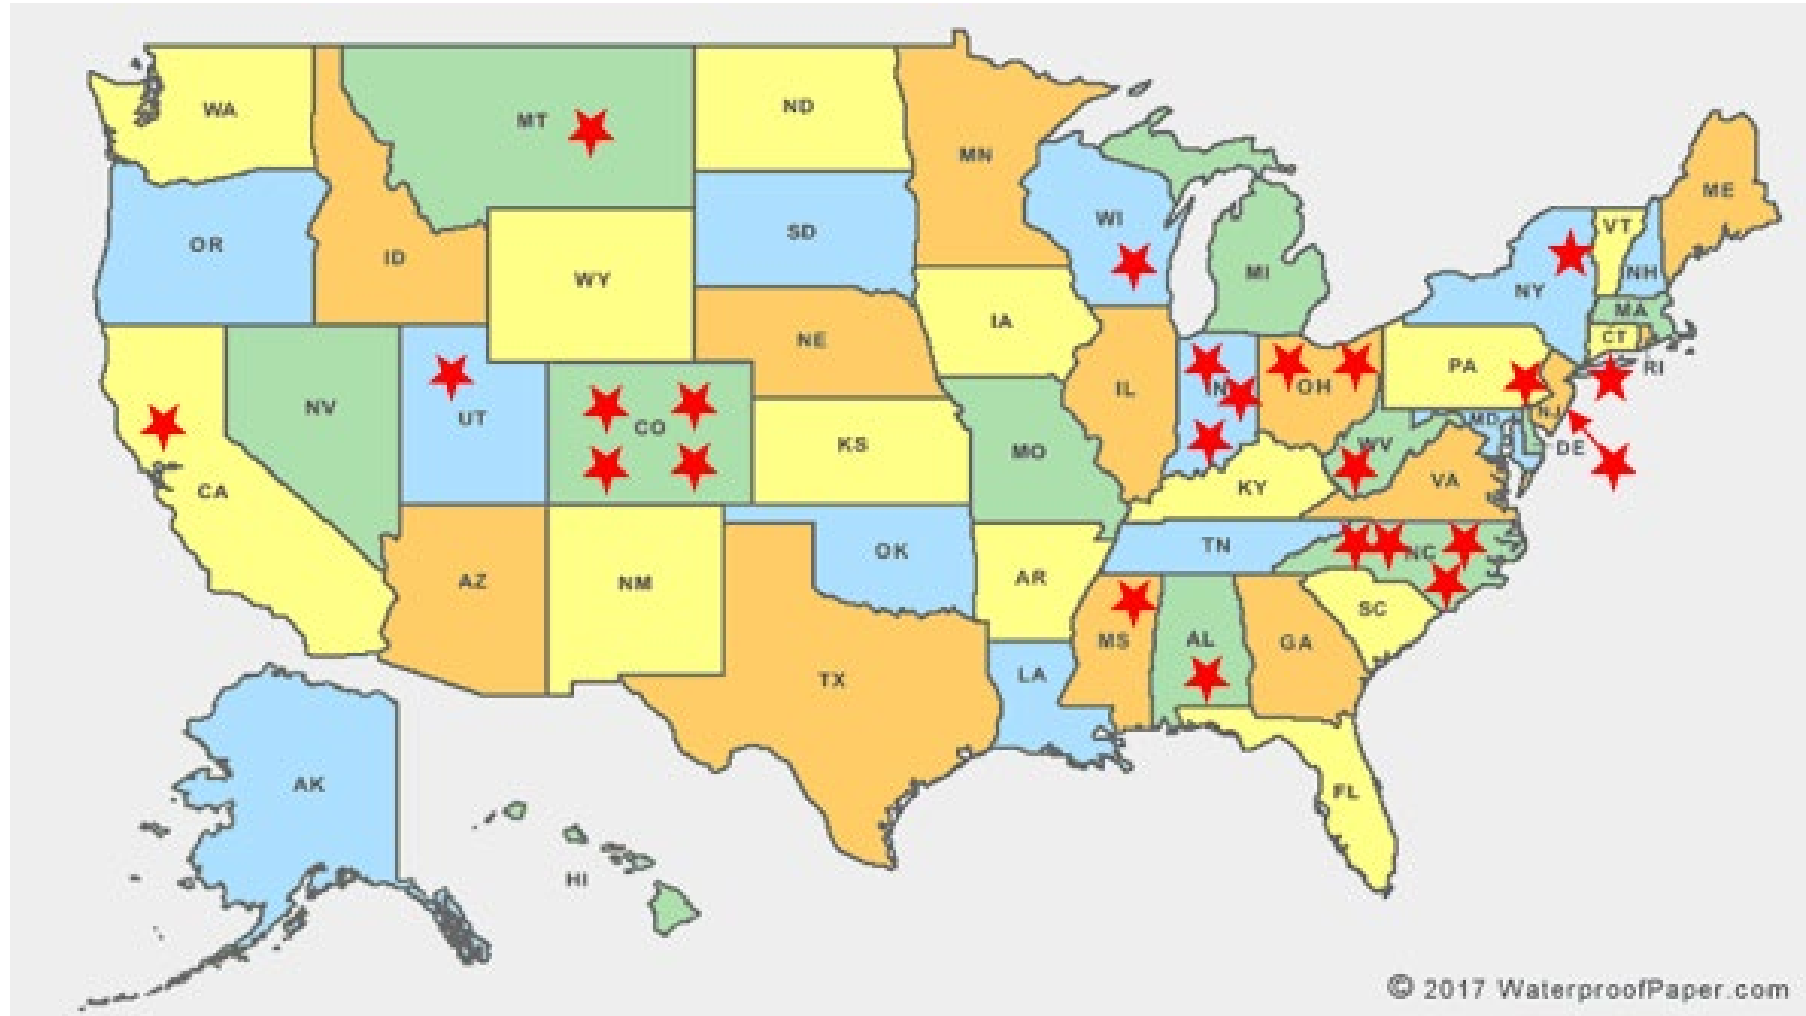 WA
MT
ND
MN
ME
OR
ID
WI
VT
SD
WY
MI
NH
NY
MA
IA
NE
CT
PA
RI
IL
IN
OH
NV
UT
CO
NJ
MD
KS
MO
WV
DE
CA
KY
VA
TN
NC
OK
AZ
NM
AR
SC
MS
AL
GA
LA
TX
AK
FL
HI
© 2017 WaterproofPaper.com